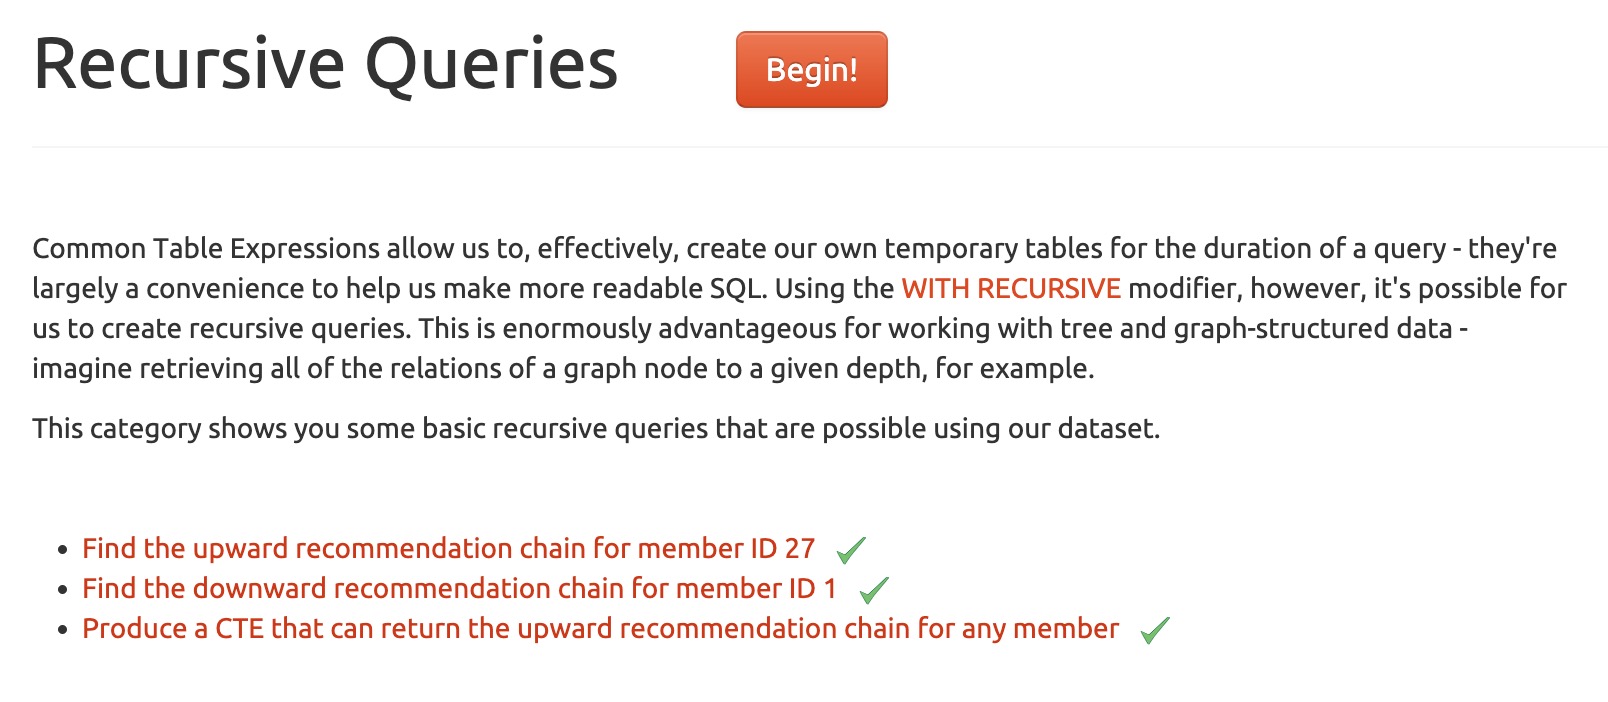 Recursive Queries
Begin!
Common Table Expressions allow us to, effectively, create our own temporary tables for the duration of a query - they're
largely a convenience to help us make more readable SQL. Using the WITH RECURSIVE modifier, however, it's possible for
us to create recursive queries. This is enormously advantageous for working with tree and graph-structured data -
imagine retrieving all of the relations of a graph node to a given depth, for example.
This category shows you some basic recursive queries that are possible using our dataset.
Find the upward recommendation chain for member ID 27
Find the downward recommendation chain for member ID 1
Produce a CTE that can return the upward recommendation chain for any member